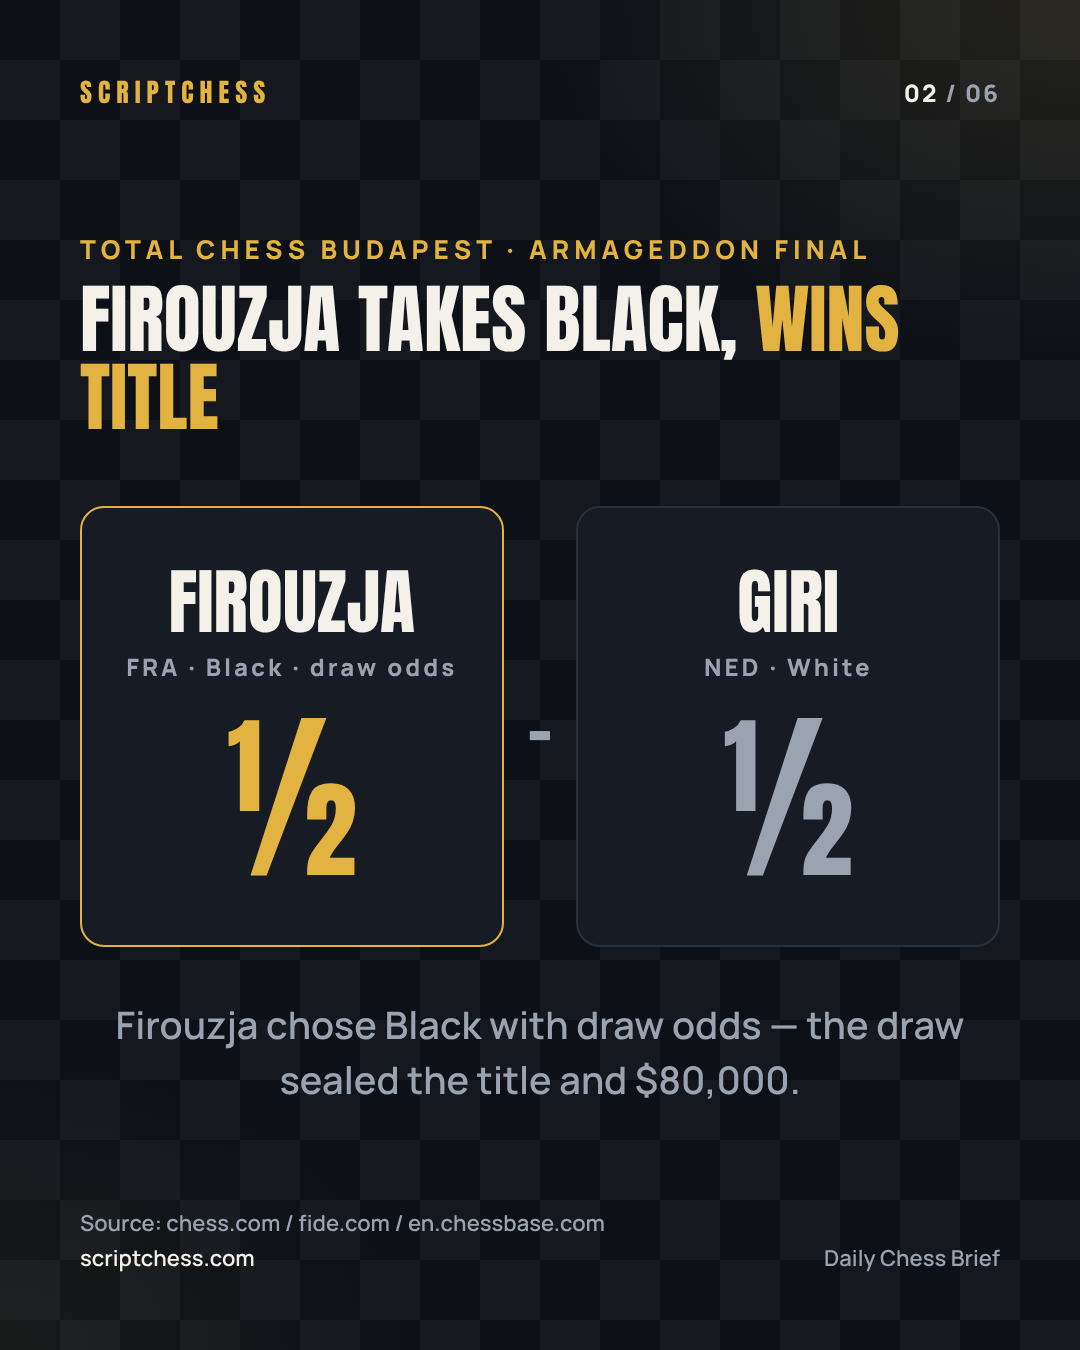 SCRIPTCHESS
02 / 06
TOTAL CHESS BUDAPEST · ARMAGEDDON FINAL
FIROUZJA TAKES BLACK, WINS
TITLE
FIROUZJA
FRA · Black · draw odds
½
-
GIRI
NED · White
½
Firouzja chose Black with draw odds — the draw
sealed the title and $80,000.
Source: chess.com / fide.com / en.chessbase.com
scriptchess.com
Daily Chess Brief